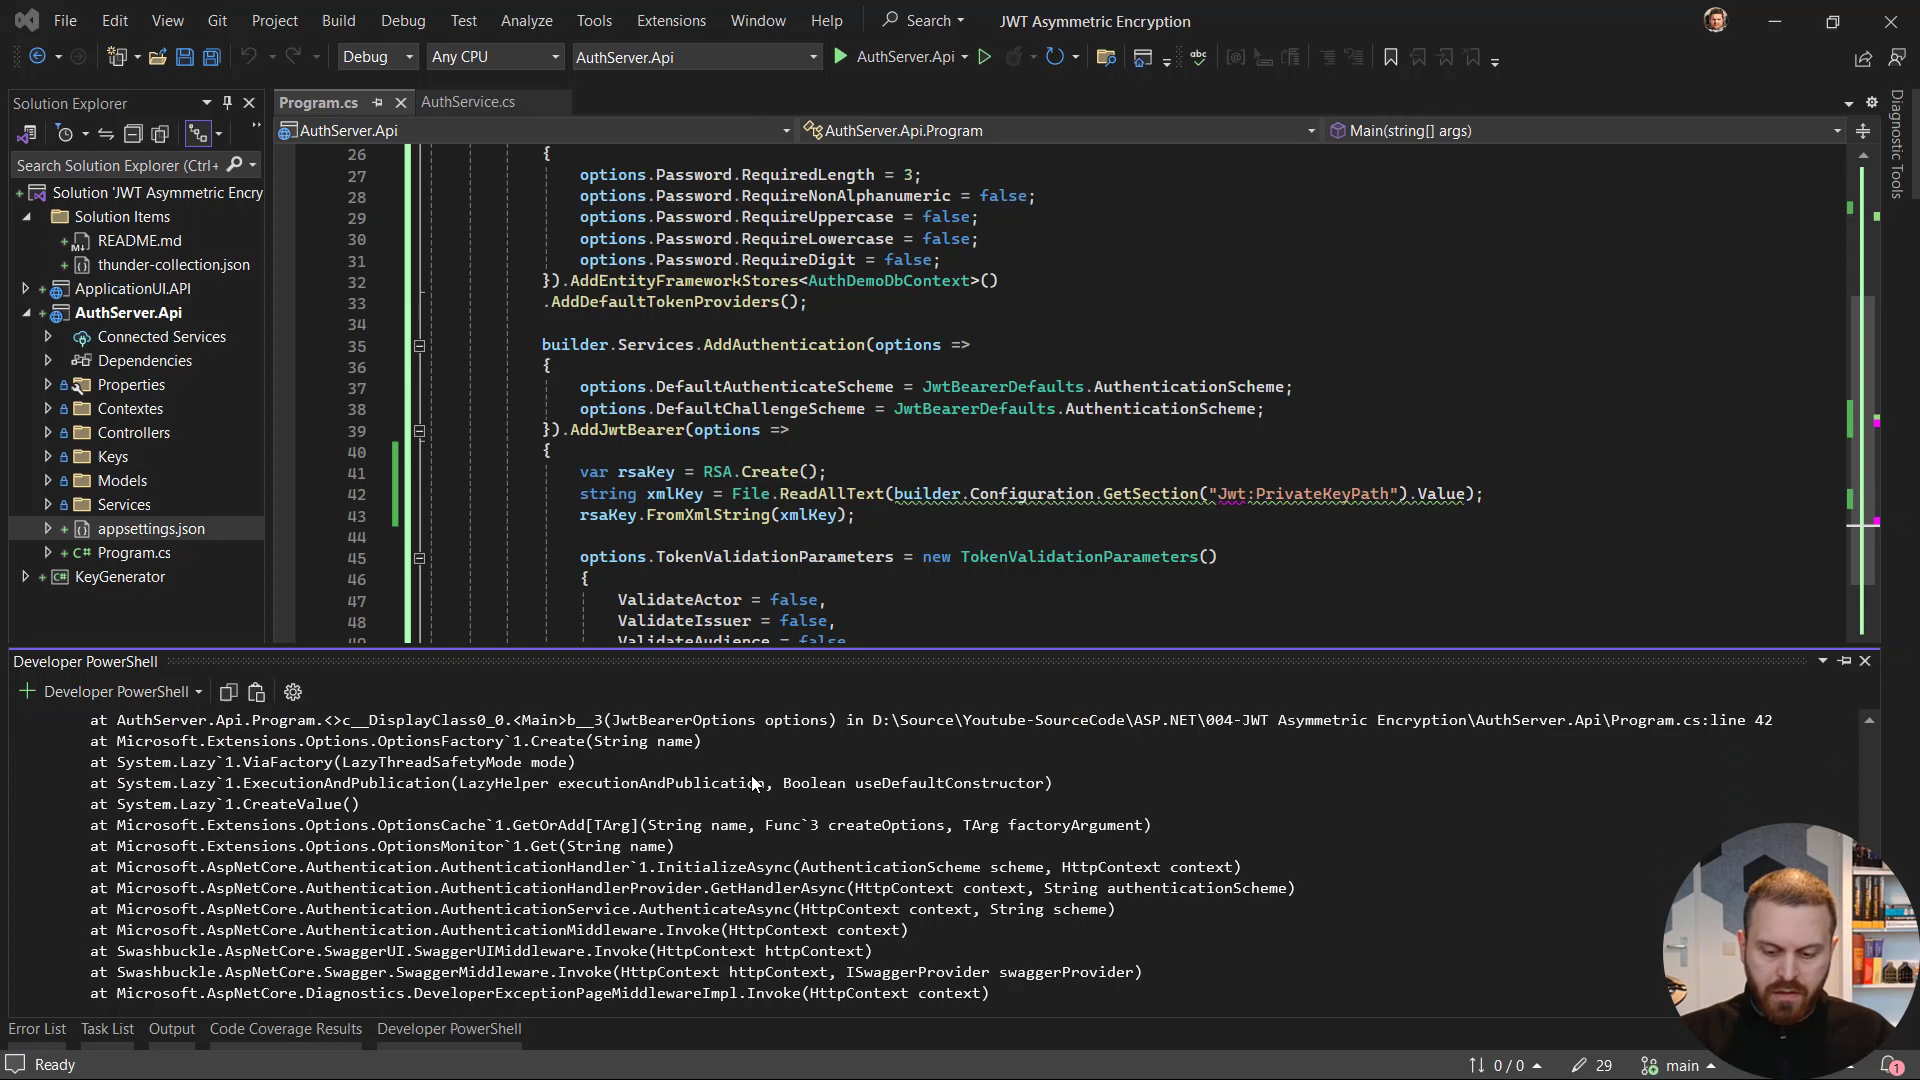 File Edit View Git Project Build Debug Test Analyze Tools Extensions Window Help Search JWT Asymmetric Encryption
Debug Any CPU AuthServer.Api AuthServer.Api
Solution Explorer
Search Solution Explorer (Ctrl+
Solution 'JWT Asymmetric Encry
Solution Items
README.md
thunder-collection.json
ApplicationUI.API
AuthServer.Api
Connected Services
Dependencies
Properties
Contextes
Controllers
Keys
Models
Services
appsettings.json
Program.cs
KeyGenerator
Program.cs AuthService.cs
AuthServer.Api AuthServer.Api.Program Main(string[] args)
26 {
27 options.Password.RequiredLength = 3;
28 options.Password.RequireNonAlphanumeric = false;
29 options.Password.RequireUppercase = false;
30 options.Password.RequireLowercase = false;
31 options.Password.RequireDigit = false;
32 }).AddEntityFrameworkStores<AuthDemoDbContext>()
33 .AddDefaultTokenProviders();
34
35 builder.Services.AddAuthentication(options =>
36 {
37 options.DefaultAuthenticateScheme = JwtBearerDefaults.AuthenticationScheme;
38 options.DefaultChallengeScheme = JwtBearerDefaults.AuthenticationScheme;
39 }).AddJwtBearer(options =>
40 {
41 var rsaKey = RSA.Create();
42 string xmlKey = File.ReadAllText(builder.Configuration.GetSection("Jwt:PrivateKeyPath").Value);
43 rsaKey.FromXmlString(xmlKey);
44
45 options.TokenValidationParameters = new TokenValidationParameters()
46 {
47 ValidateActor = false,
48 ValidateIssuer = false,
49 ValidateAudience = false
Diagnostic Tools
Developer PowerShell
Developer PowerShell
at AuthServer.Api.Program.<>c__DisplayClass0_0.<Main>b__3(JwtBearerOptions options) in D:\Source\Youtube-SourceCode\ASP.NET\004-JWT Asymmetric Encryption\AuthServer.Api\Program.cs:line 42
at Microsoft.Extensions.Options.OptionsFactory`1.Create(String name)
at System.Lazy`1.ViaFactory(LazyThreadSafetyMode mode)
at System.Lazy`1.ExecutionAndPublication(LazyHelper executionAndPublication, Boolean useDefaultConstructor)
at System.Lazy`1.CreateValue()
at Microsoft.Extensions.Options.OptionsCache`1.GetOrAdd[TArg](String name, Func`3 createOptions, TArg factoryArgument)
at Microsoft.Extensions.Options.OptionsMonitor`1.Get(String name)
at Microsoft.AspNetCore.Authentication.AuthenticationHandler`1.InitializeAsync(AuthenticationScheme scheme, HttpContext context)
at Microsoft.AspNetCore.Authentication.AuthenticationHandlerProvider.GetHandlerAsync(HttpContext context, String authenticationScheme)
at Microsoft.AspNetCore.Authentication.AuthenticationService.AuthenticateAsync(HttpContext context, String scheme)
at Microsoft.AspNetCore.Authentication.AuthenticationMiddleware.Invoke(HttpContext context)
at Swashbuckle.AspNetCore.SwaggerUI.SwaggerUIMiddleware.Invoke(HttpContext httpContext)
at Swashbuckle.AspNetCore.Swagger.SwaggerMiddleware.Invoke(HttpContext httpContext, ISwaggerProvider swaggerProvider)
at Microsoft.AspNetCore.Diagnostics.DeveloperExceptionPageMiddlewareImpl.Invoke(HttpContext context)
Error List Task List Output Code Coverage Results Developer PowerShell
Ready 0 / 0 29 main 1